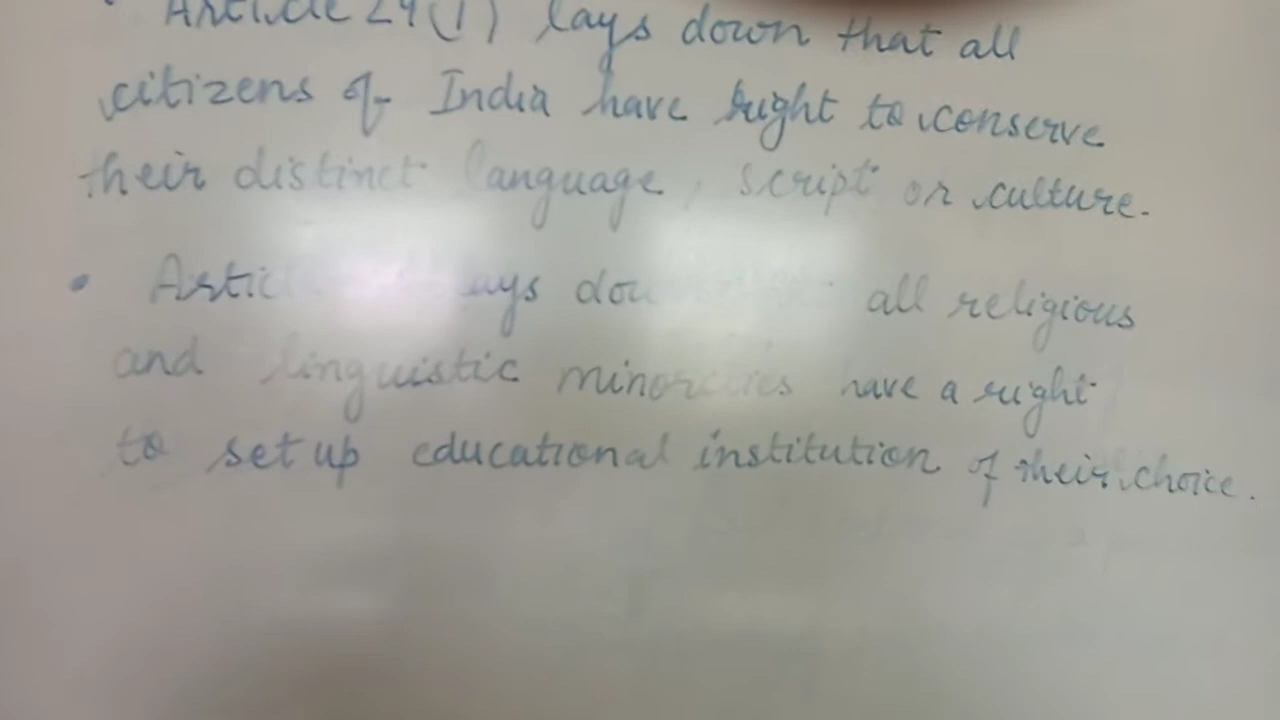 Article 29(1) lays down that all
citizens of India have right to conserve
their distinct language, script or culture.
• all religious
and linguistic minorities have a right
to set up educational institution of their choice.